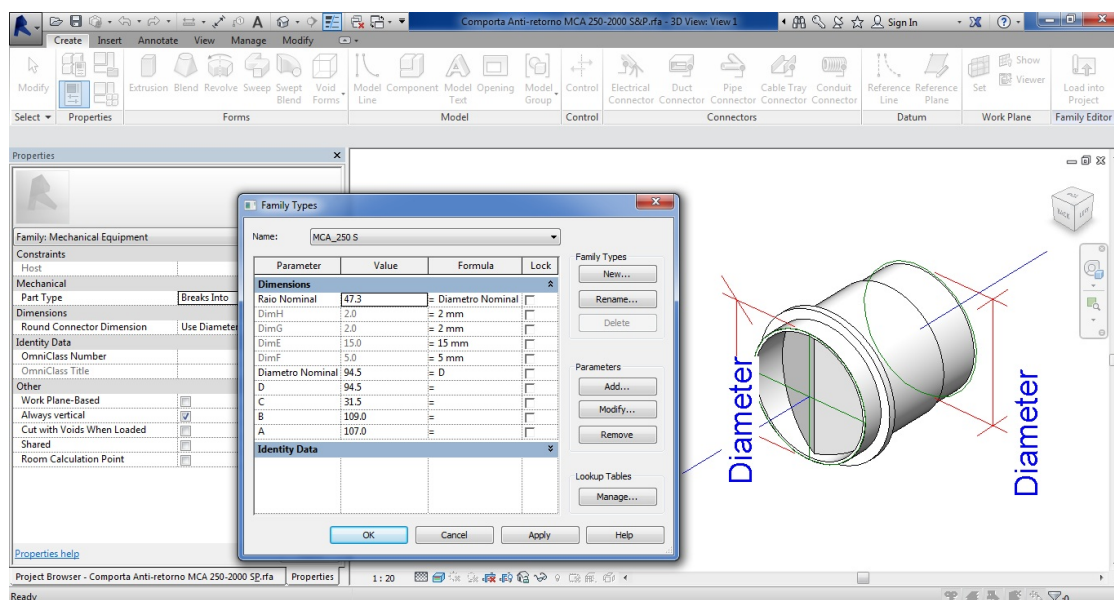 Comporta Anti-retorno MCA 250-2000 S&P.rfa - 3D View: View 1
Sign In
Create Insert Annotate View Manage Modify
Modify
Extrusion Blend Revolve Sweep Swept Blend Void Forms
Model Line Component Model Text Opening Model Group
Control
Electrical Connector Duct Connector Pipe Connector Cable Tray Connector Conduit Connector
Reference Line Reference Plane
Set Show Viewer
Load into Project
Select Properties Forms Model Control Connectors Datum Work Plane Family Editor
Properties
Family: Mechanical Equipment
Constraints
Host
Mechanical
Part Type Breaks Into
Dimensions
Round Connector Dimension Use Diameter
Identity Data
OmniClass Number
OmniClass Title
Other
Work Plane-Based
Always vertical
Cut with Voids When Loaded
Shared
Room Calculation Point
Properties help
Project Browser - Comporta Anti-retorno MCA 250-2000 SP.rfa Properties
Ready
Family Types
Name: MCA_250 S
Parameter Value Formula Lock
Dimensions
Raio Nominal 47.3 = Diametro Nominal
DimH 2.0 = 2 mm
DimG 2.0 = 2 mm
DimE 15.0 = 15 mm
DimF 5.0 = 5 mm
Diametro Nominal 94.5 = D
D 94.5 =
C 31.5 =
B 109.0 =
A 107.0 =
Identity Data
Family Types
New...
Rename...
Delete
Parameters
Add...
Modify...
Remove
Lookup Tables
Manage...
OK Cancel Apply Help
BACK LEFT
Diameter
Diameter
1 : 20
:0